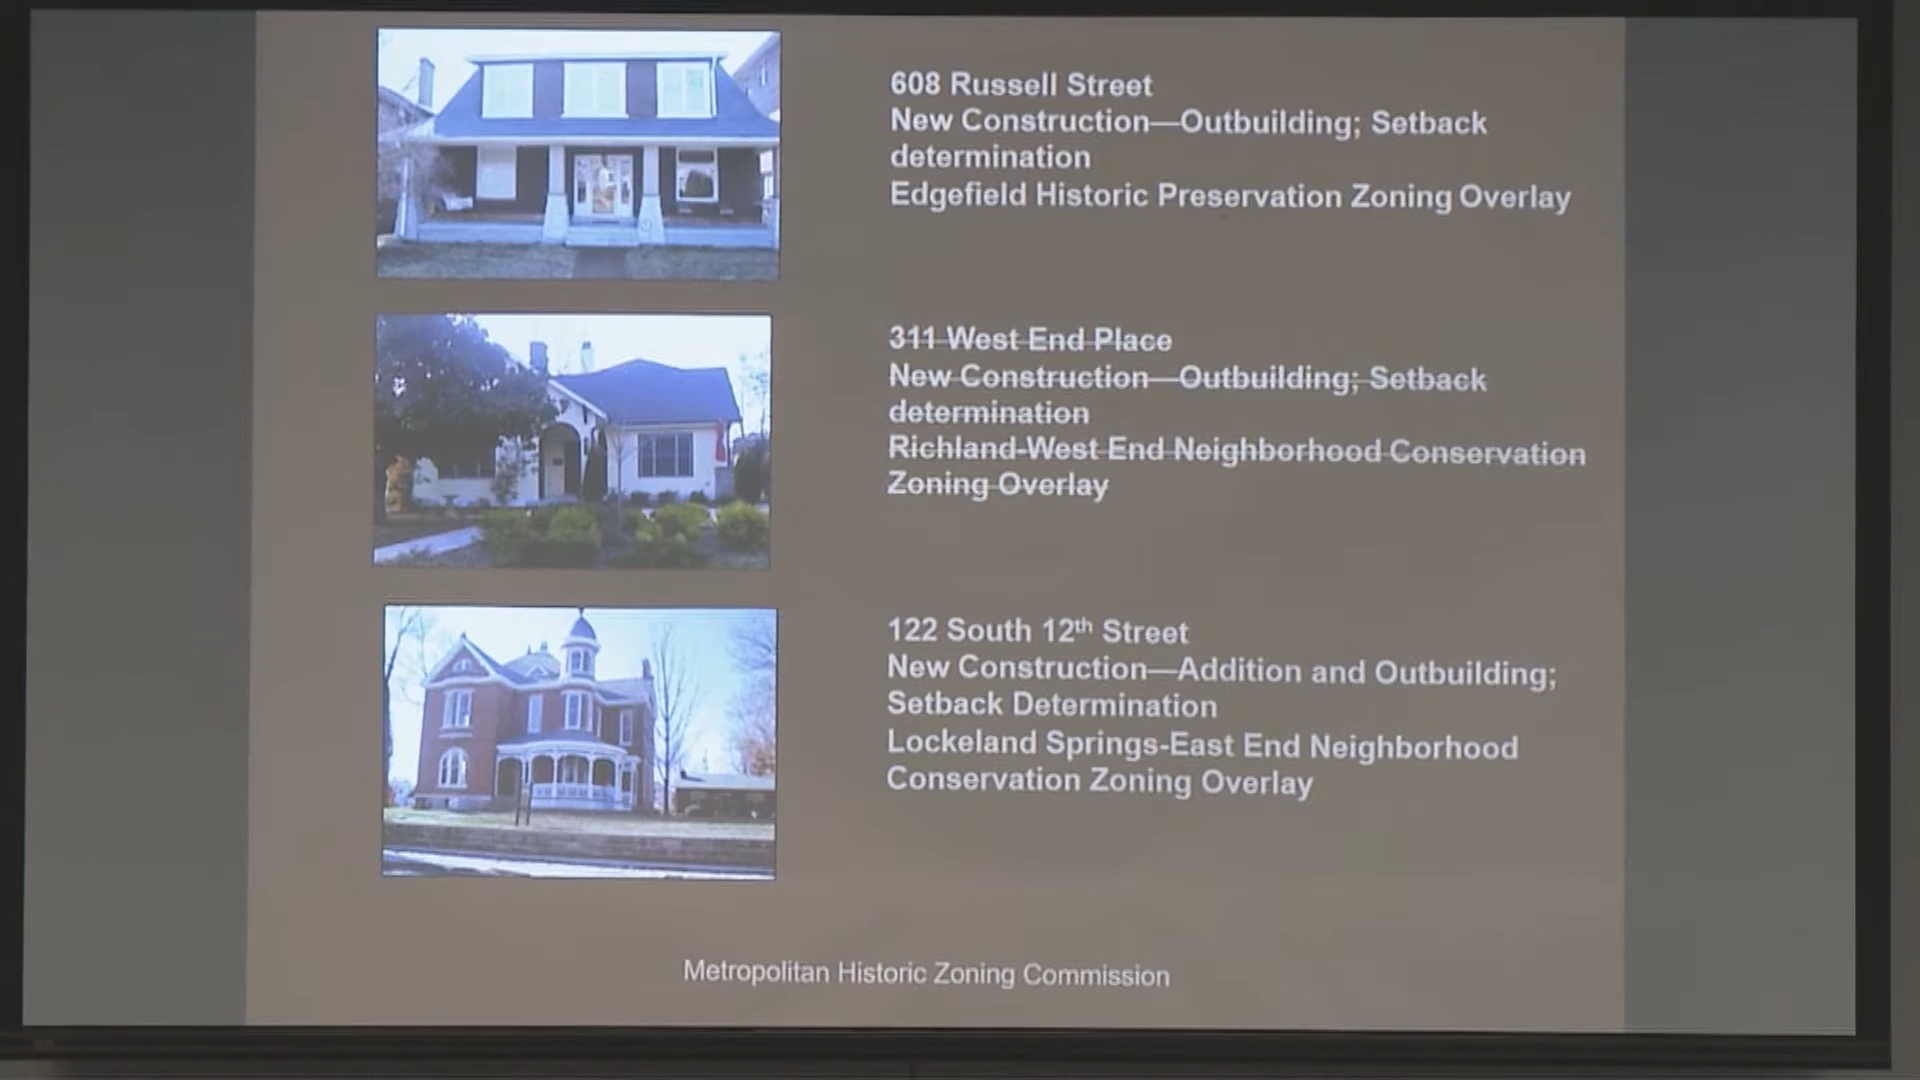 608 Russell Street
New Construction—Outbuilding; Setback
determination
Edgefield Historic Preservation Zoning Overlay
311 West End Place
New Construction—Outbuilding; Setback
determination
Richland-West End Neighborhood Conservation
Zoning Overlay
122 South 12th Street
New Construction—Addition and Outbuilding;
Setback Determination
Lockeland Springs-East End Neighborhood
Conservation Zoning Overlay
Metropolitan Historic Zoning Commission